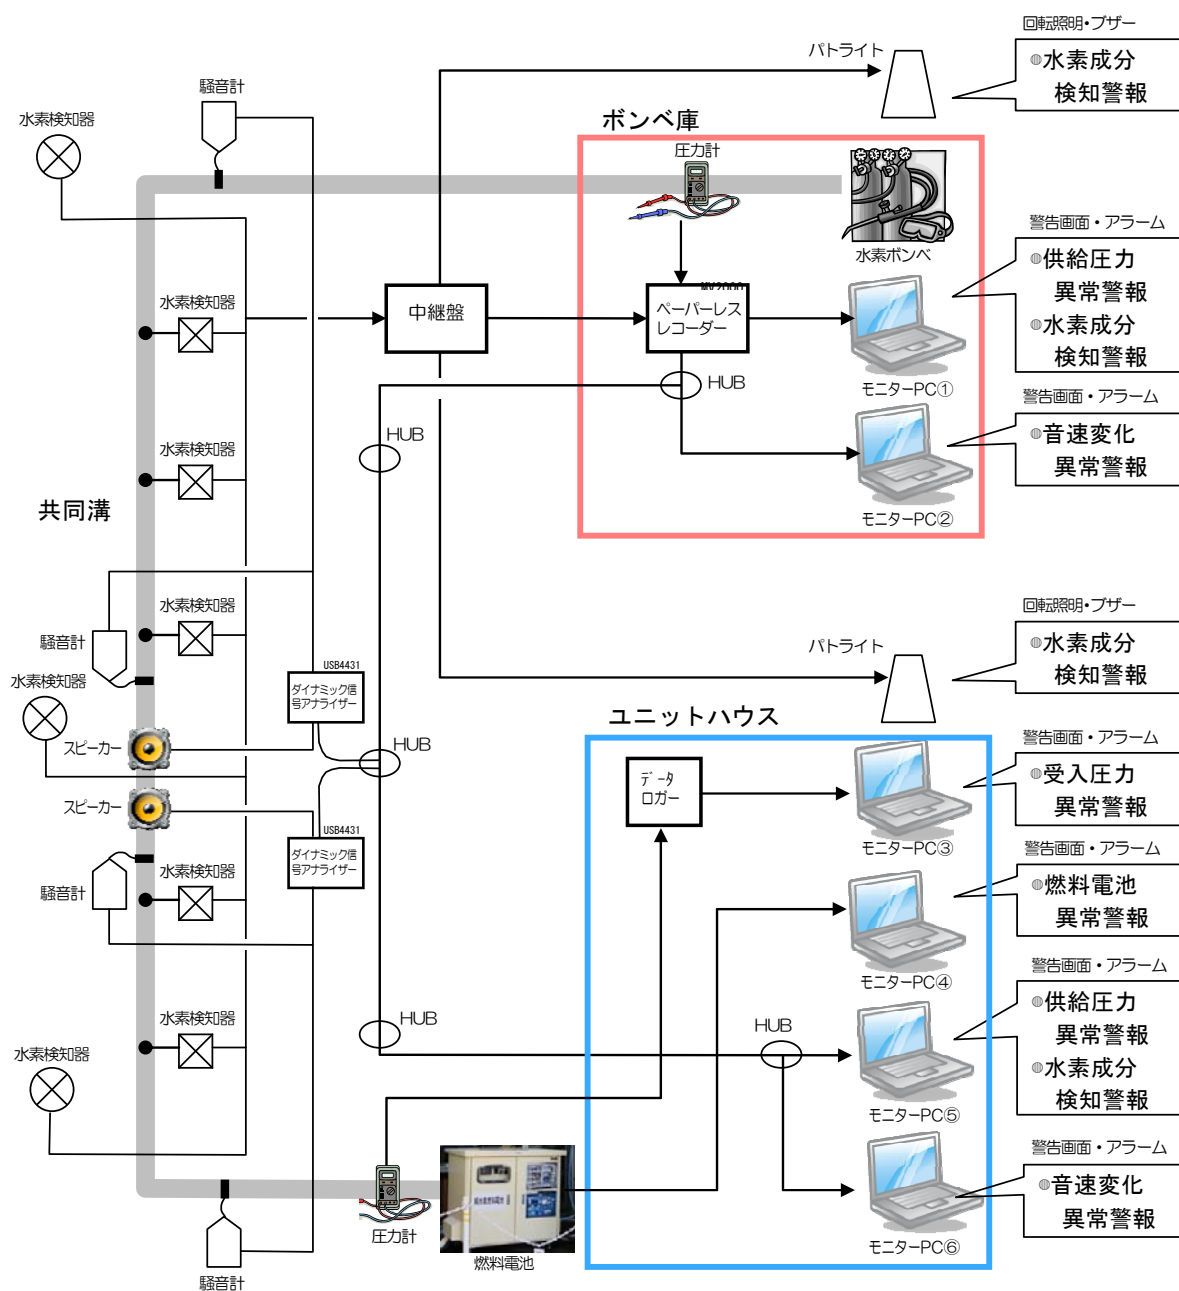 回転照明・ブザー
パトライト
水素成分
検知警報
騒音計
水素検知器
ボンベ庫
圧力計
水素ボンベ
警告画面・アラーム
供給圧力
異常警報
水素成分
検知警報
水素検知器
中継盤
MV2000
ペーパーレス
レコーダー
モニターPC①
HUB
警告画面・アラーム
音速変化
異常警報
HUB
水素検知器
共同溝
モニターPC②
水素検知器
回転照明・ブザー
水素成分
検知警報
騒音計
パトライト
水素検知器
USB4431
ダイナミック信
号アナライザー
スピーカー
HUB
ユニットハウス
警告画面・アラーム
受入圧力
異常警報
データ
ロガー
スピーカー
USB4431
ダイナミック信
号アナライザー
モニターPC③
警告画面・アラーム
燃料電池
異常警報
騒音計
水素検知器
モニターPC④
警告画面・アラーム
供給圧力
異常警報
水素成分
検知警報
水素検知器
HUB
HUB
水素検知器
モニターPC⑤
警告画面・アラーム
音速変化
異常警報
圧力計
モニターPC⑥
燃料電池
騒音計